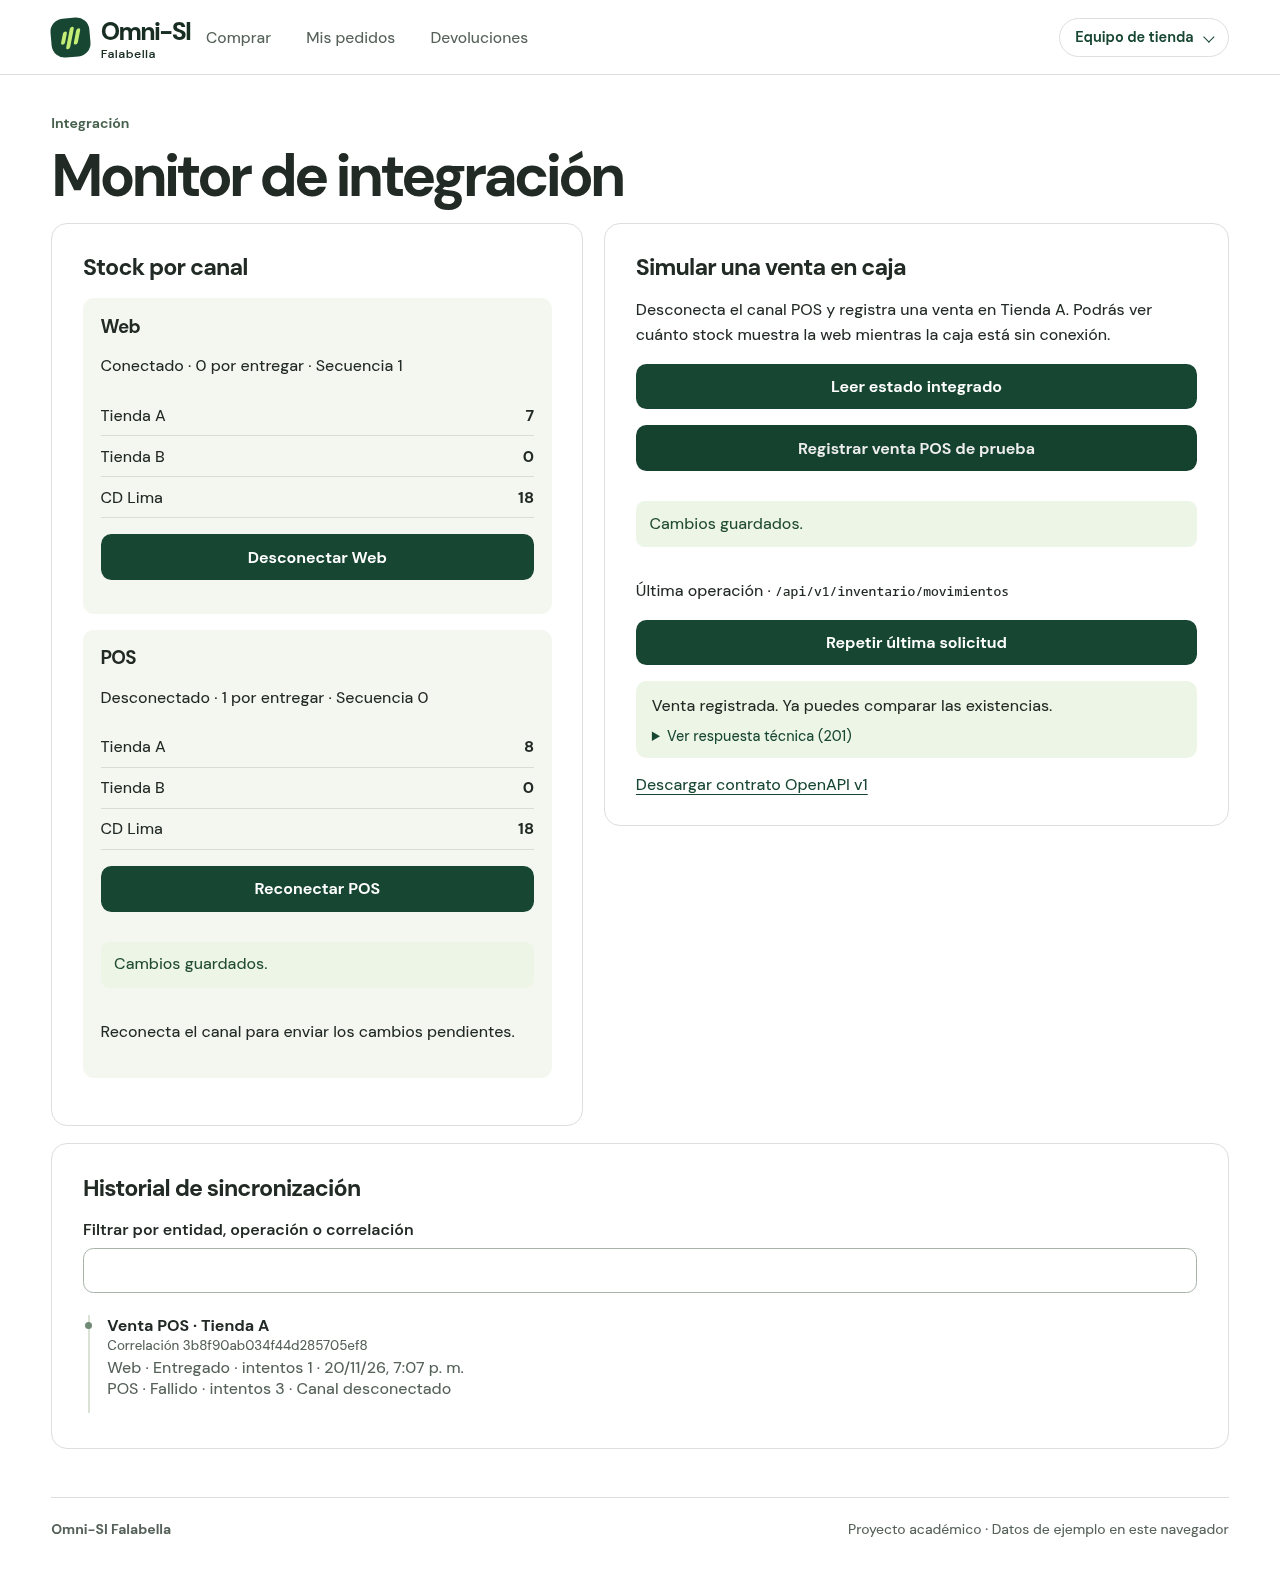 Omni-SI
Falabella
Comprar
Mis pedidos
Devoluciones
Equipo de tienda
Integración
Monitor de integración
Stock por canal
Web
Conectado · 0 por entregar · Secuencia 1
Tienda A 7
Tienda B 0
CD Lima 18
Desconectar Web
POS
Desconectado · 1 por entregar · Secuencia 0
Tienda A 8
Tienda B 0
CD Lima 18
Reconectar POS
Cambios guardados.
Reconecta el canal para enviar los cambios pendientes.
Simular una venta en caja
Desconecta el canal POS y registra una venta en Tienda A. Podrás ver
cuánto stock muestra la web mientras la caja está sin conexión.
Leer estado integrado
Registrar venta POS de prueba
Cambios guardados.
Última operación · /api/v1/inventario/movimientos
Repetir última solicitud
Venta registrada. Ya puedes comparar las existencias.
Ver respuesta técnica (201)
Descargar contrato OpenAPI v1
Historial de sincronización
Filtrar por entidad, operación o correlación
Venta POS · Tienda A
Correlación 3b8f90ab034f44d285705ef8
Web · Entregado · intentos 1 · 20/11/26, 7:07 p. m.
POS · Fallido · intentos 3 · Canal desconectado
Omni-SI Falabella
Proyecto académico · Datos de ejemplo en este navegador